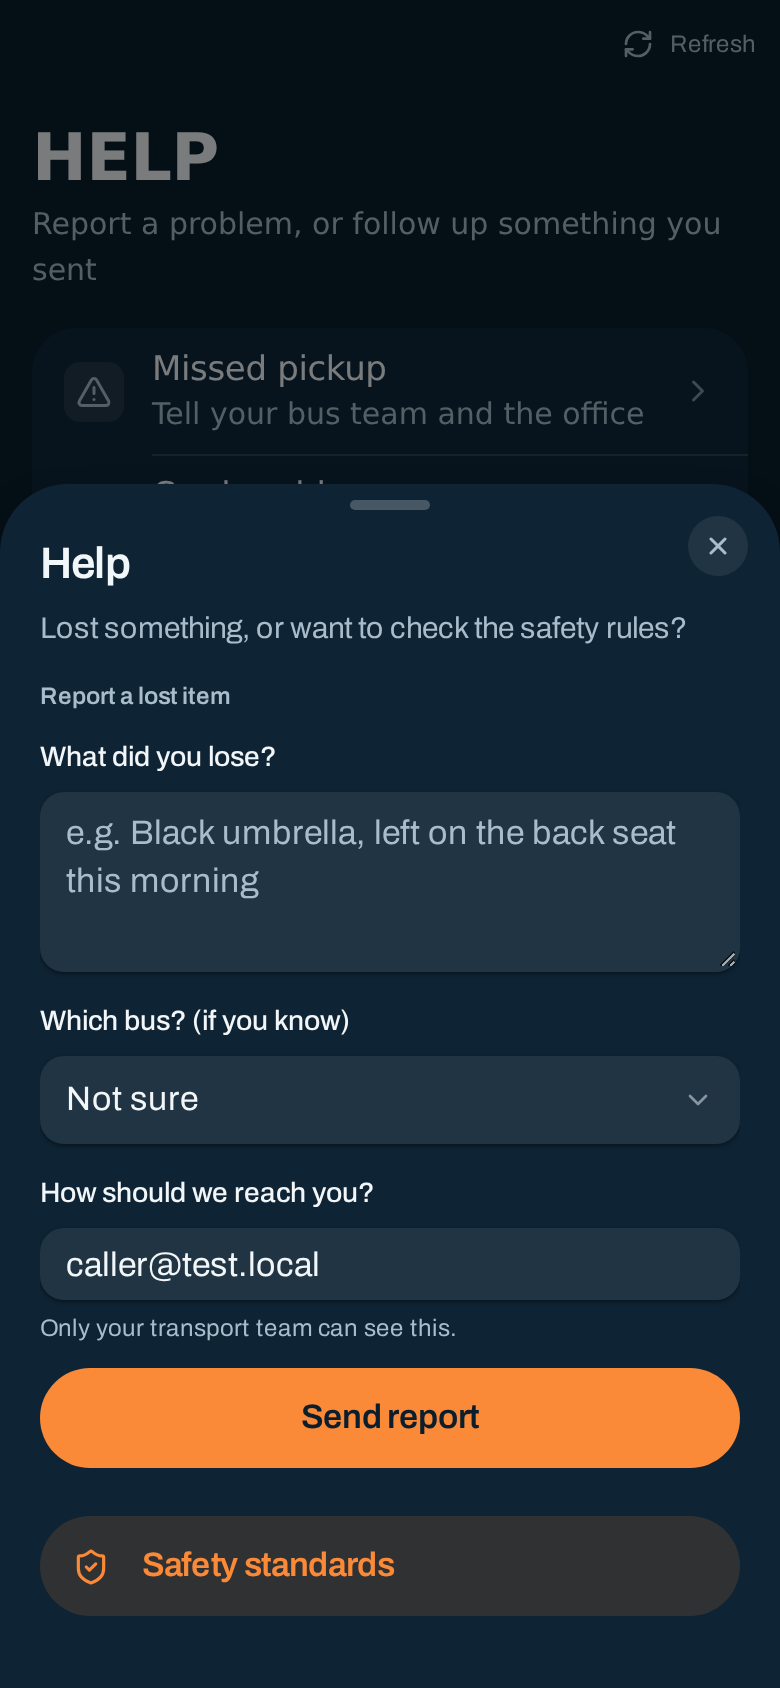 Refresh
HELP
Report a problem, or follow up something you
sent
Missed pickup
Tell your bus team and the office
Help
Lost something, or want to check the safety rules?
Report a lost item
What did you lose?
e.g. Black umbrella, left on the back seat
this morning
Which bus? (if you know)
Not sure
How should we reach you?
caller@test.local
Only your transport team can see this.
Send report
Safety standards